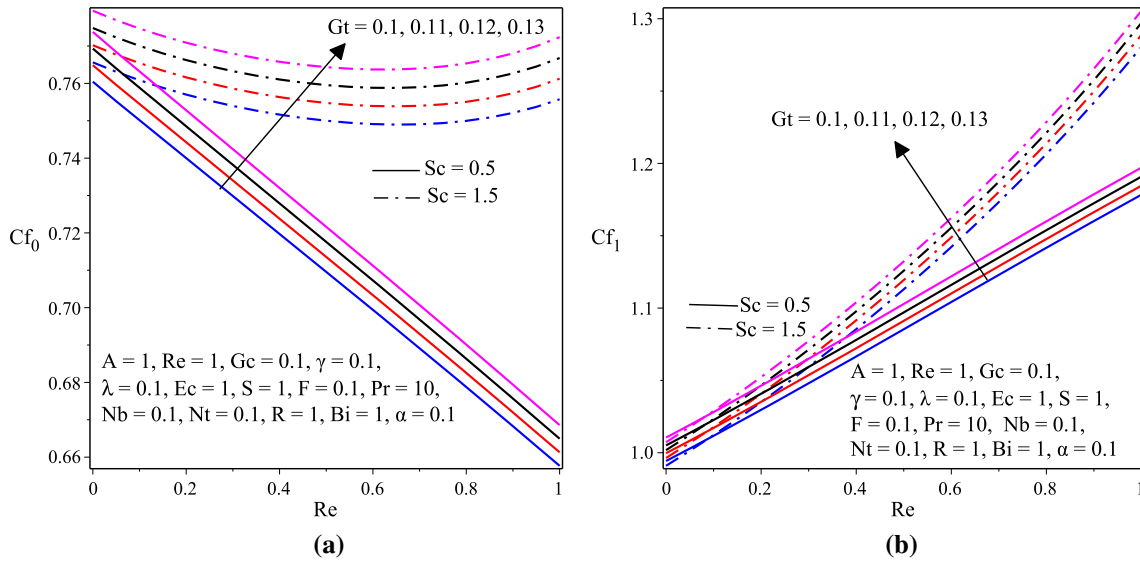 Gt = 0.1, 0.11, 0.12, 0.13
0.76
0.74
Sc = 0.5
Sc = 1.5
Cf0
0.72
0.70
0.68
A = 1, Re = 1, Gc = 0.1, γ = 0.1,
λ = 0.1, Ec = 1, S = 1, F = 0.1, Pr = 10,
Nb = 0.1, Nt = 0.1, R = 1, Bi = 1, α = 0.1
0.66
0 0.2 0.4 0.6 0.8 1
Re
(a)
1.3
Gt = 0.1, 0.11, 0.12, 0.13
1.2
Cf1
1.1
Sc = 0.5
Sc = 1.5
A = 1, Re = 1, Gc = 0.1,
γ = 0.1, λ = 0.1, Ec = 1, S = 1,
F = 0.1, Pr = 10, Nb = 0.1,
Nt = 0.1, R = 1, Bi = 1, α = 0.1
1.0
0 0.2 0.4 0.6 0.8 1
Re
(b)